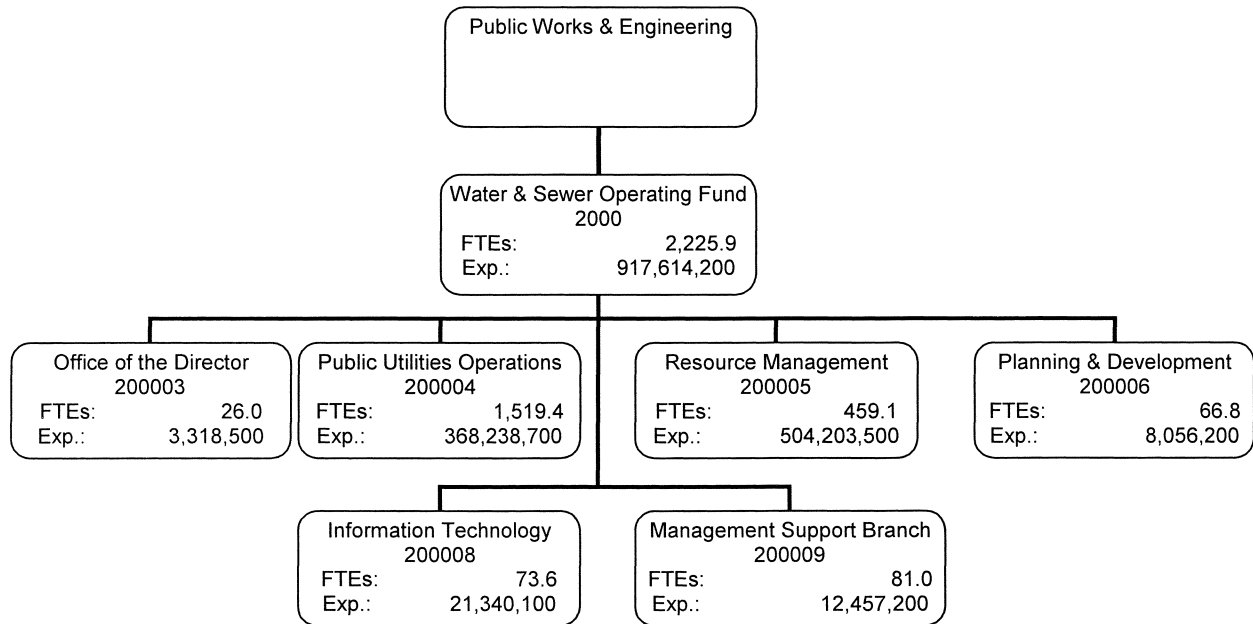 Public Works & Engineering
Water & Sewer Operating Fund
2000
FTEs: 2,225.9
Exp.: 917,614,200
Office of the Director
200003
FTEs: 26.0
Exp.: 3,318,500
Public Utilities Operations
200004
FTEs: 1,519.4
Exp.: 368,238,700
Resource Management
200005
FTEs: 459.1
Exp.: 504,203,500
Planning & Development
200006
FTEs: 66.8
Exp.: 8,056,200
Information Technology
200008
FTEs: 73.6
Exp.: 21,340,100
Management Support Branch
200009
FTEs: 81.0
Exp.: 12,457,200